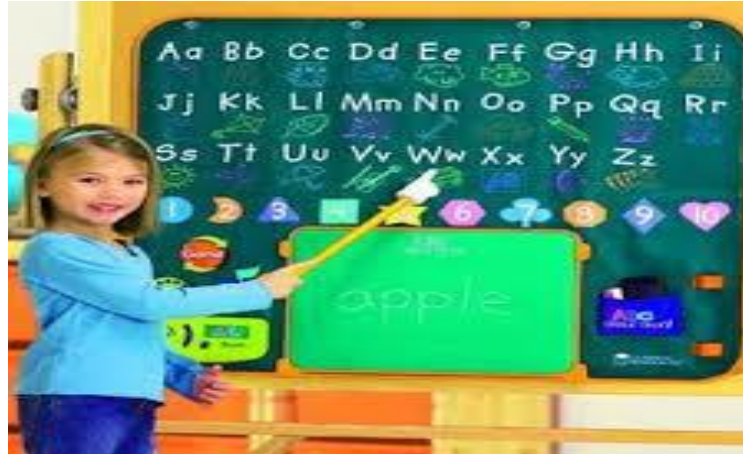 Aa Bb Cc Dd Ee Ff Gg Hh Ii
Jj Kk Ll Mm Nn Oo Pp Qq Rr
Ss Tt Uu Vv Ww Xx Yy Zz
1 2 3 4 5 6 7 8 9 10
apple
ABC